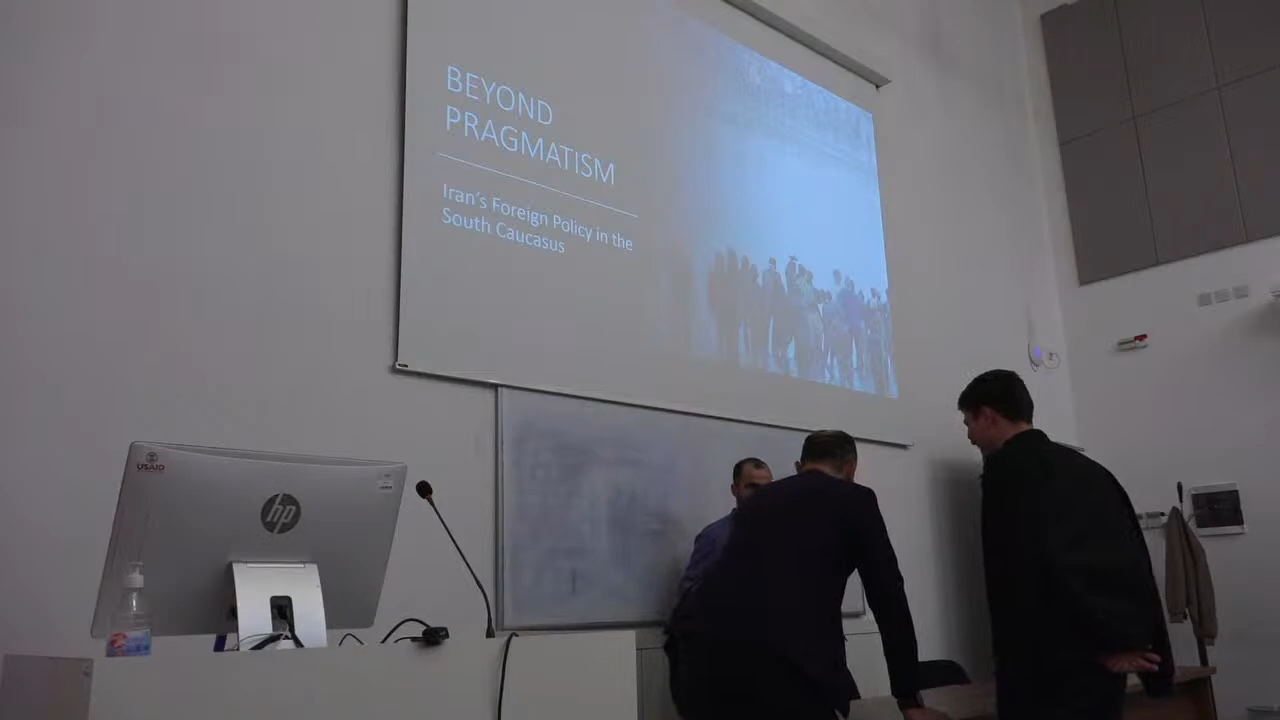 BEYOND
PRAGMATISM
Iran's Foreign Policy in the
South Caucasus
USAID
hp